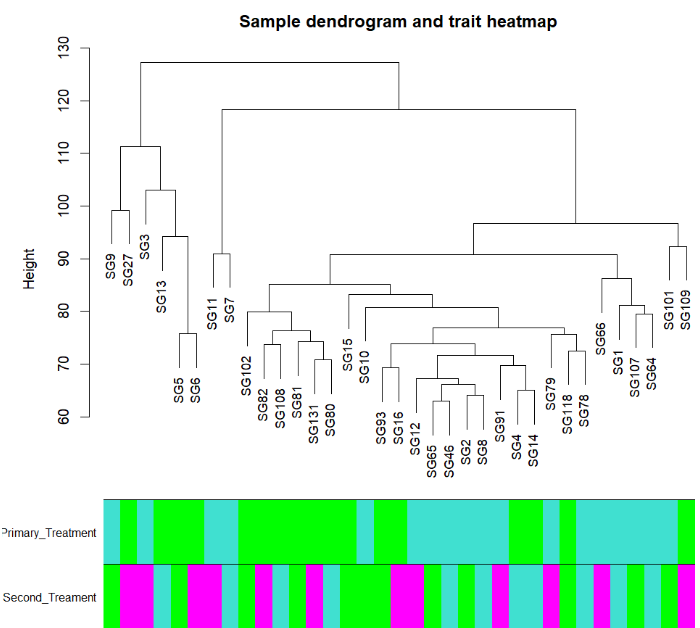 Sample dendrogram and trait heatmap
Height
130
120
110
100
90
80
70
60
SG9
SG27
SG3
SG13
SG5
SG6
SG11
SG7
SG102
SG82
SG108
SG81
SG131
SG80
SG15
SG10
SG93
SG16
SG12
SG65
SG46
SG2
SG8
SG91
SG4
SG14
SG79
SG118
SG78
SG66
SG1
SG107
SG64
SG101
SG109
Primary_Treatment
Second_Treament